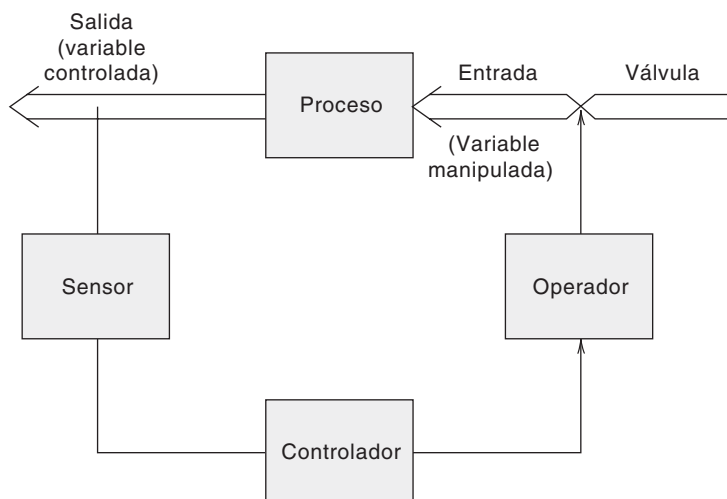 Salida
(variable
controlada)
Proceso
Entrada
Válvula
(Variable
manipulada)
Sensor
Operador
Controlador